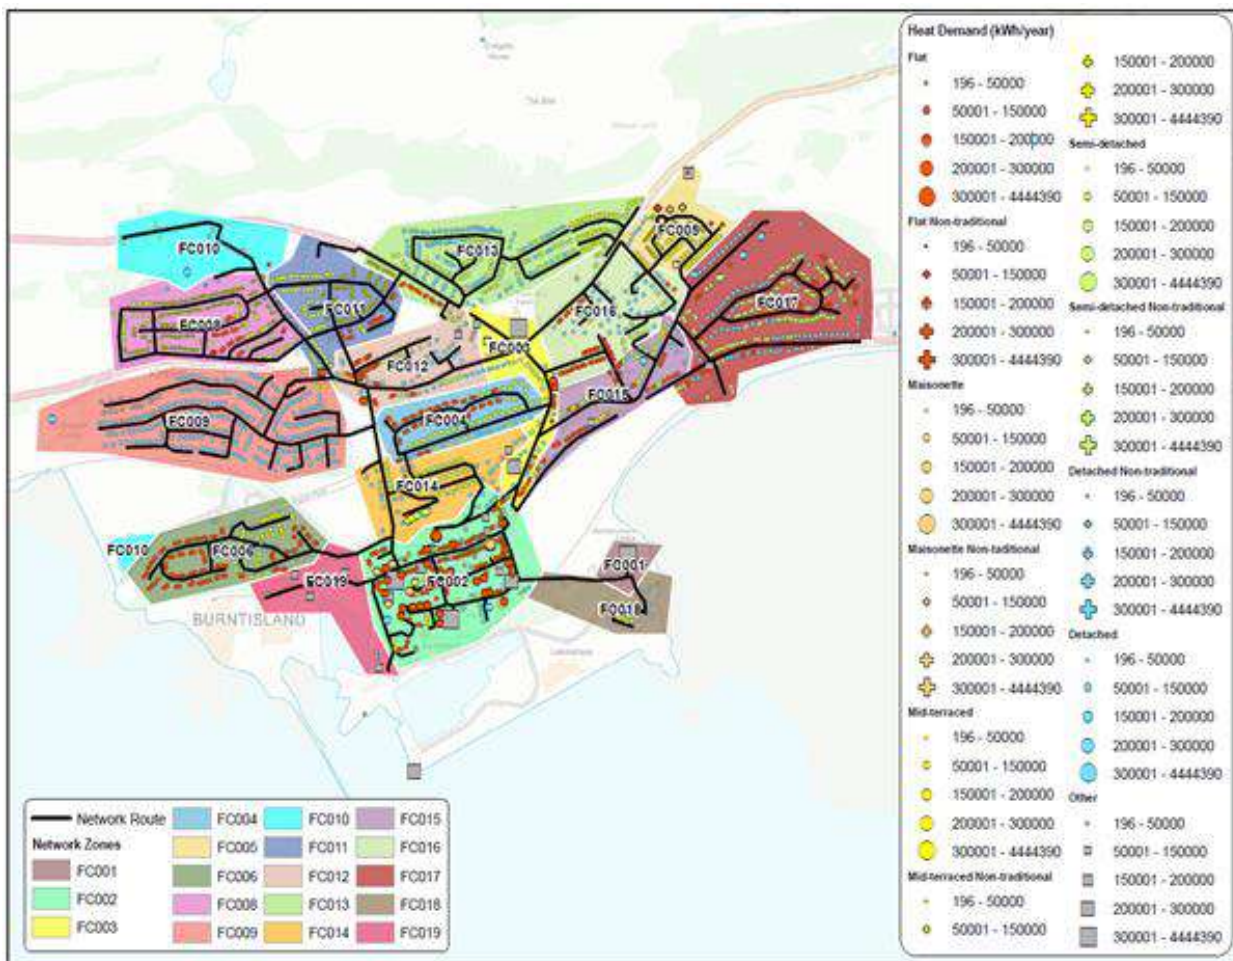 Heat Demand (kWh/year)
Flat
196 - 50000
50001 - 150000
150001 - 200000
200001 - 300000
300001 - 4444390
Flat Non-traditional
196 - 50000
50001 - 150000
150001 - 200000
200001 - 300000
300001 - 4444390
Maisonette
196 - 50000
50001 - 150000
150001 - 200000
200001 - 300000
300001 - 4444390
Maisonette Non-taditional
196 - 50000
50001 - 150000
150001 - 200000
200001 - 300000
300001 - 4444390
Mid-terraced
196 - 50000
50001 - 150000
150001 - 200000
200001 - 300000
300001 - 4444390
Mid-terraced Non-traditional
196 - 50000
50001 - 150000
150001 - 200000
200001 - 300000
300001 - 4444390
Semi-detached
196 - 50000
50001 - 150000
150001 - 200000
200001 - 300000
300001 - 4444390
Semi-detached Non-traditional
196 - 50000
50001 - 150000
150001 - 200000
200001 - 300000
300001 - 4444390
Detached Non-traditional
196 - 50000
50001 - 150000
150001 - 200000
200001 - 300000
300001 - 4444390
Detached
196 - 50000
50001 - 150000
150001 - 200000
200001 - 300000
300001 - 4444390
Other
196 - 50000
50001 - 150000
150001 - 200000
200001 - 300000
300001 - 4444390
FC010
FC013
FC005
FC008
FC011
FC016
FC017
FC003
FC012
FC015
FC009
FC004
FC014
FC010
FC006
FC019
FC002
FC001
FC018
BURNTISLAND
Network Route
Network Zones
FC001
FC002
FC003
FC004
FC005
FC006
FC008
FC009
FC010
FC011
FC012
FC013
FC014
FC015
FC016
FC017
FC018
FC019